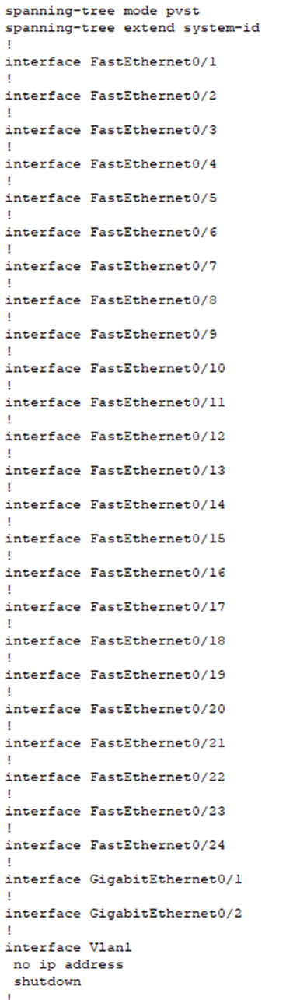 spanning-tree mode pvst
spanning-tree extend system-id
!
interface FastEthernet0/1
!
interface FastEthernet0/2
!
interface FastEthernet0/3
!
interface FastEthernet0/4
!
interface FastEthernet0/5
!
interface FastEthernet0/6
!
interface FastEthernet0/7
!
interface FastEthernet0/8
!
interface FastEthernet0/9
!
interface FastEthernet0/10
!
interface FastEthernet0/11
!
interface FastEthernet0/12
!
interface FastEthernet0/13
!
interface FastEthernet0/14
!
interface FastEthernet0/15
!
interface FastEthernet0/16
!
interface FastEthernet0/17
!
interface FastEthernet0/18
!
interface FastEthernet0/19
!
interface FastEthernet0/20
!
interface FastEthernet0/21
!
interface FastEthernet0/22
!
interface FastEthernet0/23
!
interface FastEthernet0/24
!
interface GigabitEthernet0/1
!
interface GigabitEthernet0/2
!
interface Vlan1
 no ip address
 shutdown
!